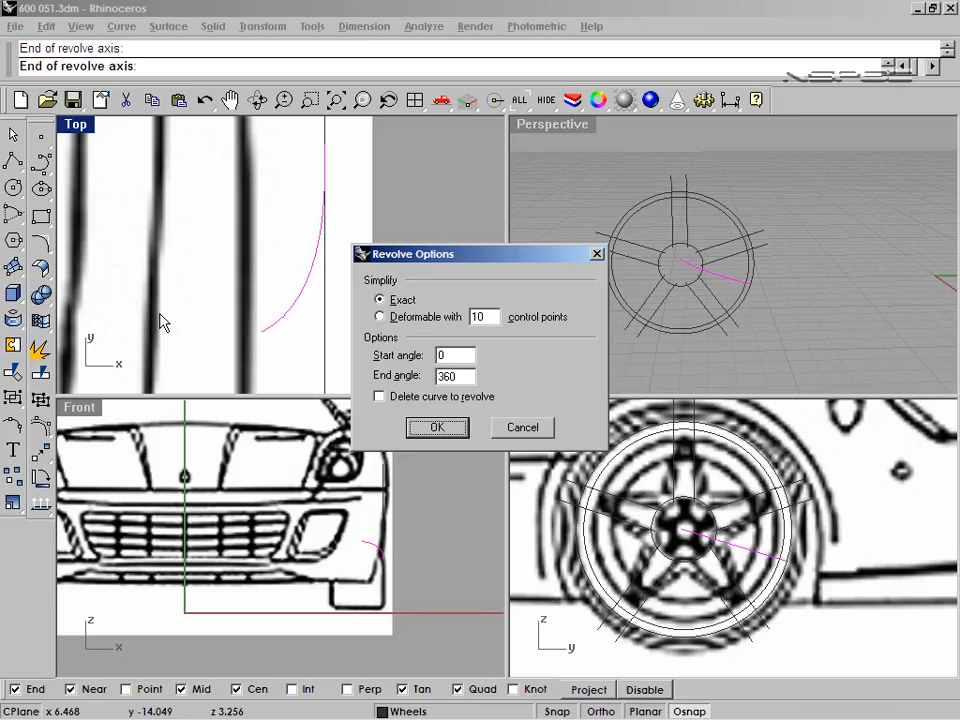 600 051.3dm - Rhinoceros
File Edit View Curve Surface Solid Transform Tools Dimension Analyze Render Photometric Help
End of revolve axis:
End of revolve axis:
ALL HIDE
Top
Perspective
Revolve Options
Simplify
Exact
Deformable with 10 control points
Options
Start angle: 0
End angle: 360
Delete curve to revolve
OK Cancel
y
x
Front
z
x
z
y
T
End Near Point Mid Cen Int Perp Tan Quad Knot Project Disable
CPlane x 6.468 y -14.049 z 3.256 Wheels Snap Ortho Planar Osnap